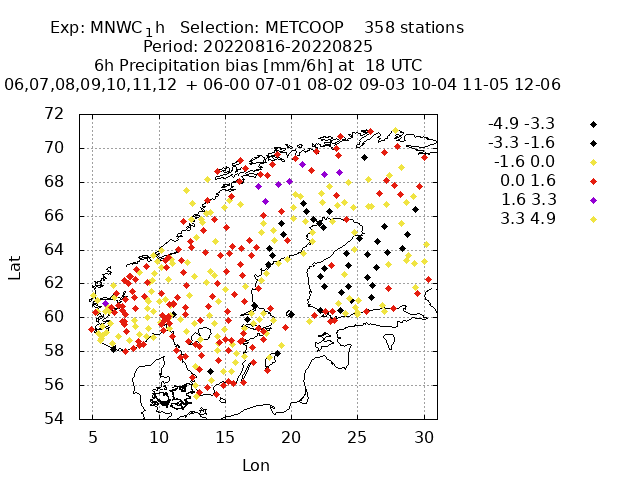 Exp: MNWC₁h   Selection: METCOOP    358 stations
Period: 20220816-20220825
6h Precipitation bias [mm/6h] at  18 UTC
06,07,08,09,10,11,12  + 06-00 07-01 08-02 09-03 10-04 11-05 12-06
72
70
68
66
64
62
60
58
56
54
Lat
5 10 15 20 25 30
Lon
-4.9 -3.3
-3.3 -1.6
-1.6 0.0
0.0 1.6
1.6 3.3
3.3 4.9